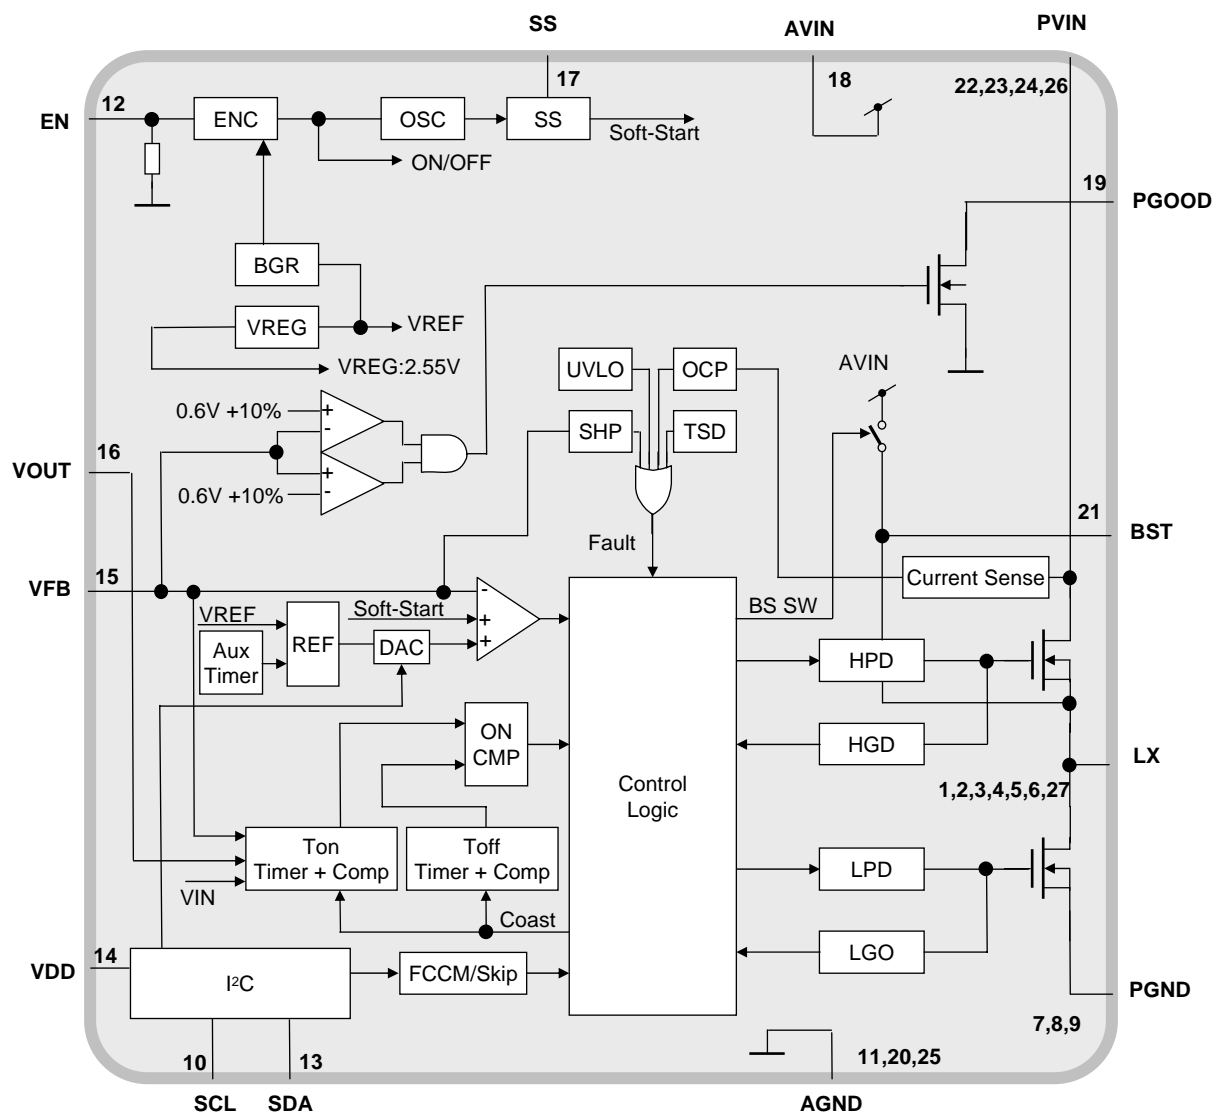 SS
AVIN
PVIN
17
18
22,23,24,26
12
EN
ENC
OSC
SS
Soft-Start
ON/OFF
19
PGOOD
BGR
VREG
VREF
VREG:2.55V
UVLO
OCP
AVIN
0.6V +10%
+
-
SHP
TSD
16
VOUT
+
-
0.6V +10%
21
BST
Fault
15
VFB
Current Sense
-
+
+
VREF
Soft-Start
BS SW
REF
DAC
Aux
Timer
HPD
ON
CMP
HGD
LX
Control
Logic
1,2,3,4,5,6,27
Ton
Timer + Comp
Toff
Timer + Comp
LPD
VIN
Coast
14
VDD
I²C
FCCM/Skip
LGO
PGND
7,8,9
10
13
11,20,25
SCL
SDA
AGND